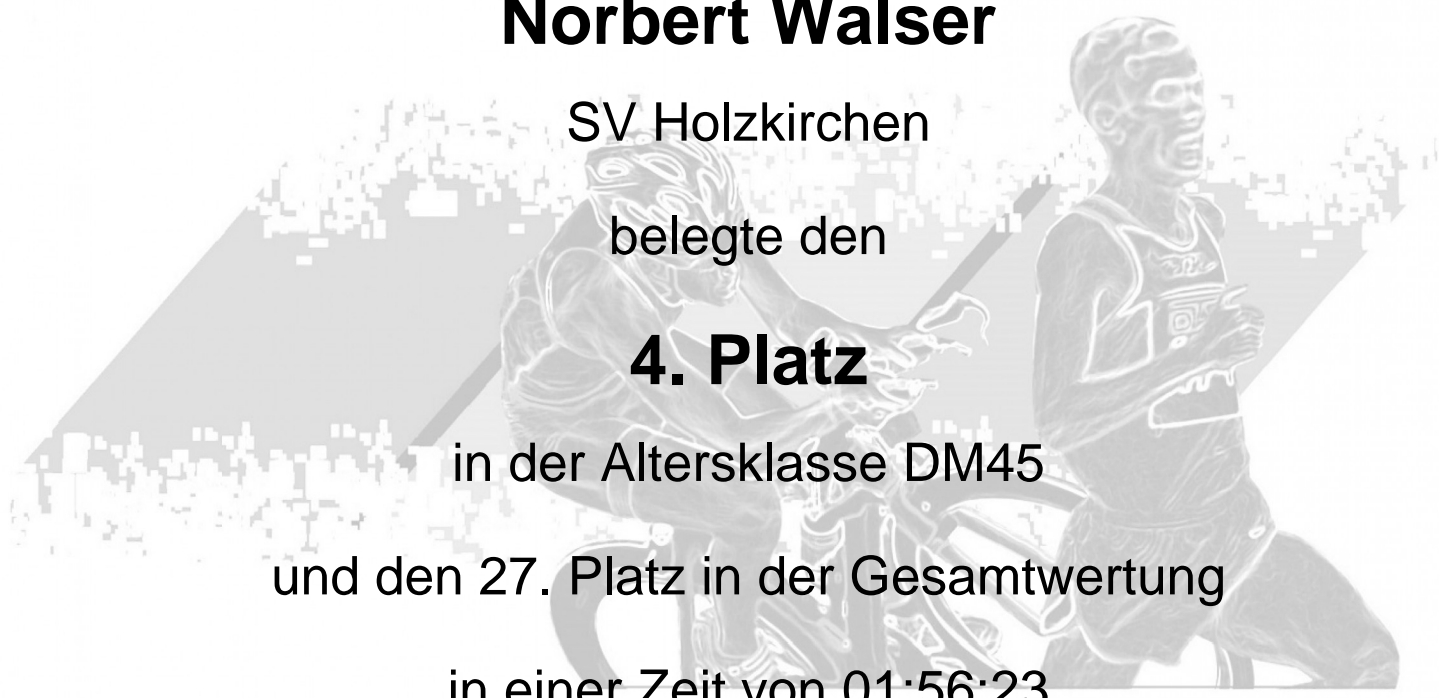 Norbert Walser
SV Holzkirchen
belegte den
4. Platz
in der Altersklasse DM45
und den 27. Platz in der Gesamtwertung
in einer Zeit von 01:56:23